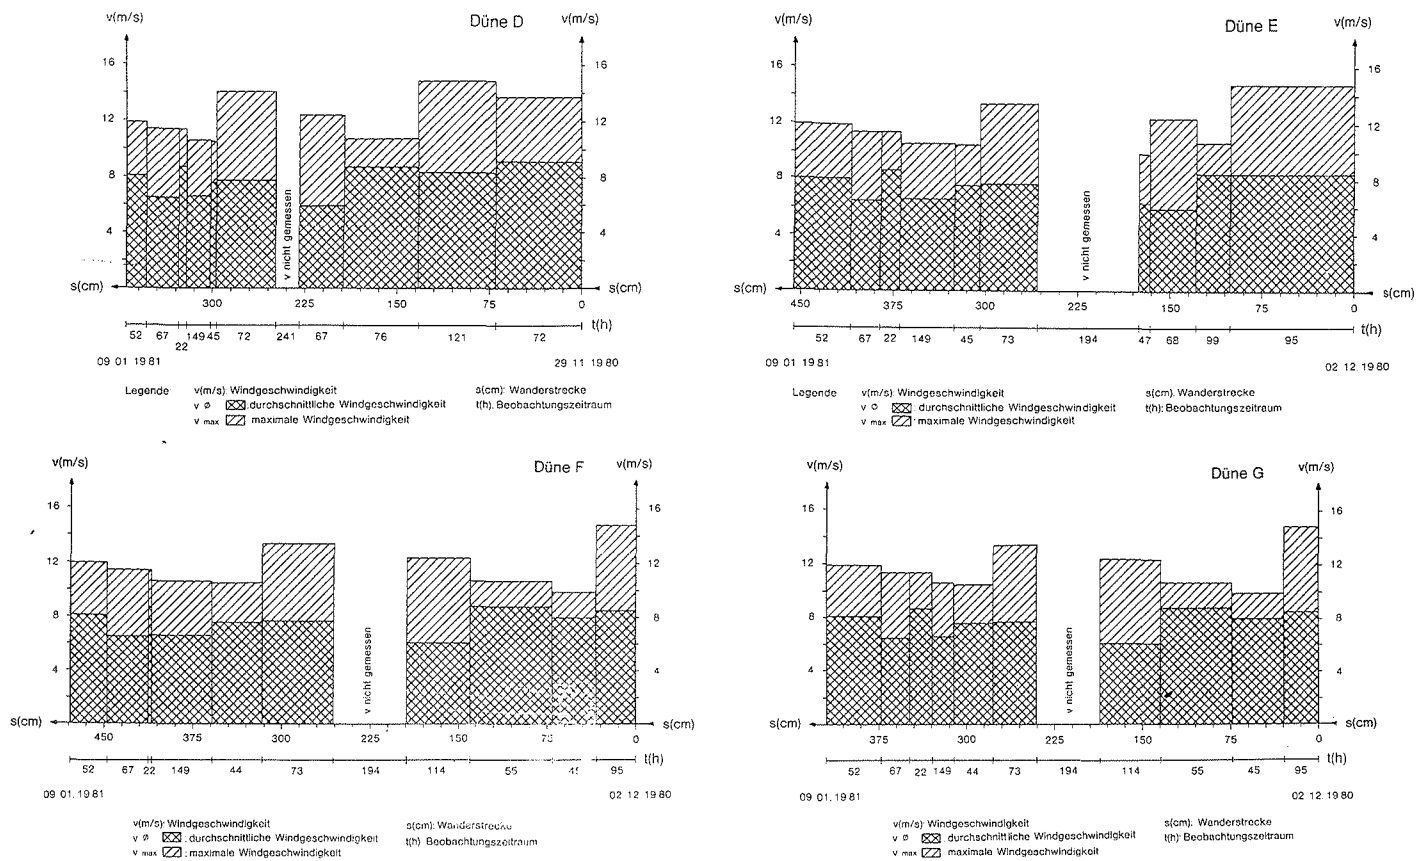 v(m/s) Düne D v(m/s)
16 16
12 12
8 8
4 4
v nicht gemessen
s(cm) 300 225 150 75 0 s(cm)
t(h)
52 67 22 149 45 72 241 67 76 121 72
09 01 1981 29 11 1980
Legende v(m/s) Windgeschwindigkeit s(cm): Wanderstrecke
v ø : durchschnittliche Windgeschwindigkeit t(h): Beobachtungszeitraum
v max maximale Windgeschwindigkeit
v(m/s) Düne E v(m/s)
16 16
12 12
8 8
4 4
v nicht gemessen
s(cm) 450 375 300 225 150 75 0 s(cm)
t(h)
52 67 22 149 45 73 194 47 68 99 95
09 01 1981 02 12 1980
Legende v(m/s): Windgeschwindigkeit s(cm): Wanderstrecke
v ø : durchschnittliche Windgeschwindigkeit t(h): Beobachtungszeitraum
v max : maximale Windgeschwindigkeit
v(m/s) Düne F v(m/s)
16 16
12 12
8 8
4 4
v nicht gemessen
s(cm) 450 375 300 225 150 75 0 s(cm)
t(h)
52 67 22 149 44 73 194 114 55 45 95
09 01. 1981 02 12 1980
v(m/s) Windgeschwindigkeit s(cm): Wanderstrecke
v ø : durchschnittliche Windgeschwindigkeit t(h) Beobachtungszeitraum
v max : maximale Windgeschwindigkeit
v(m/s) Düne G v(m/s)
16 16
12 12
8 8
4 4
v nicht gemessen
s(cm) 375 300 225 150 75 0 s(cm)
t(h)
52 67 22 149 44 73 194 114 55 45 95
09 01. 1981 02 12. 1980
v(m/s): Windgeschwindigkeit s(cm): Wanderstrecke
v ø : durchschnittliche Windgeschwindigkeit t(h): Beobachtungszeitraum
v max maximale Windgeschwindigkeit